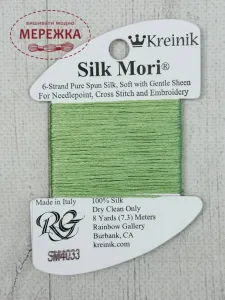 ВИШИВАТИ МОДНО
МЕРЕЖКА
Kreinik
Silk Mori®
6-Strand Pure Spun Silk, Soft with Gentle Sheen
For Needlepoint, Cross Stitch and Embroidery
Made in Italy
RG
SM4033
100% Silk
Dry Clean Only
8 Yards (7.3) Meters
Rainbow Gallery
Burbank, CA
kreinik.com